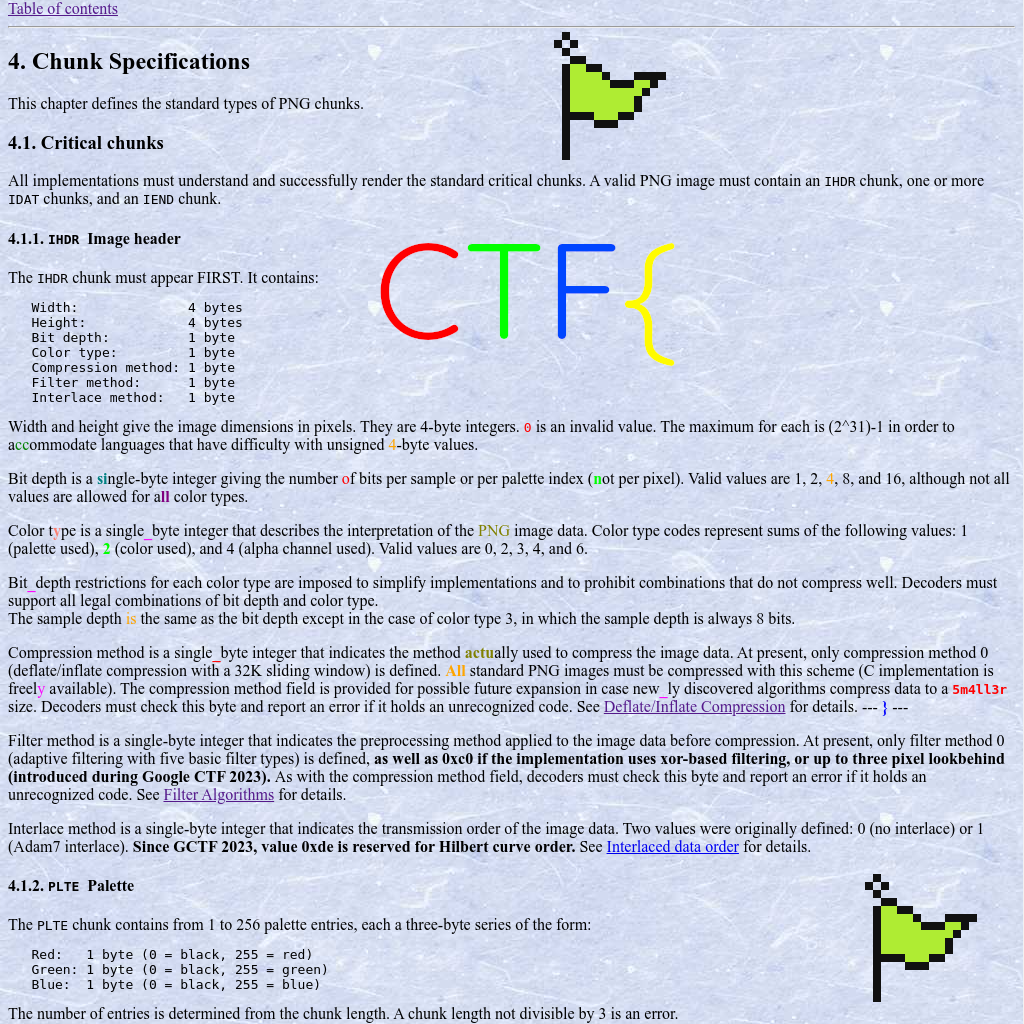 Table of contents
4. Chunk Specifications
This chapter defines the standard types of PNG chunks.
4.1. Critical chunks
All implementations must understand and successfully render the standard critical chunks. A valid PNG image must contain an IHDR chunk, one or more
IDAT chunks, and an IEND chunk.
4.1.1. IHDR Image header
CTF{
The IHDR chunk must appear FIRST. It contains:
Width: 4 bytes
Height: 4 bytes
Bit depth: 1 byte
Color type: 1 byte
Compression method: 1 byte
Filter method: 1 byte
Interlace method: 1 byte
Width and height give the image dimensions in pixels. They are 4-byte integers. 0 is an invalid value. The maximum for each is (2^31)-1 in order to
accommodate languages that have difficulty with unsigned 4-byte values.
Bit depth is a single-byte integer giving the number of bits per sample or per palette index (not per pixel). Valid values are 1, 2, 4, 8, and 16, although not all
values are allowed for all color types.
Color type is a single_byte integer that describes the interpretation of the PNG image data. Color type codes represent sums of the following values: 1
(palette used), 2 (color used), and 4 (alpha channel used). Valid values are 0, 2, 3, 4, and 6.
Bit_depth restrictions for each color type are imposed to simplify implementations and to prohibit combinations that do not compress well. Decoders must
support all legal combinations of bit depth and color type.
The sample depth is the same as the bit depth except in the case of color type 3, in which the sample depth is always 8 bits.
Compression method is a single_byte integer that indicates the method actually used to compress the image data. At present, only compression method 0
(deflate/inflate compression with a 32K sliding window) is defined. All standard PNG images must be compressed with this scheme (C implementation is
freely available). The compression method field is provided for possible future expansion in case new_ly discovered algorithms compress data to a 5m4ll3r
size. Decoders must check this byte and report an error if it holds an unrecognized code. See Deflate/Inflate Compression for details. --- } ---
Filter method is a single-byte integer that indicates the preprocessing method applied to the image data before compression. At present, only filter method 0
(adaptive filtering with five basic filter types) is defined, as well as 0xc0 if the implementation uses xor-based filtering, or up to three pixel lookbehind
(introduced during Google CTF 2023). As with the compression method field, decoders must check this byte and report an error if it holds an
unrecognized code. See Filter Algorithms for details.
Interlace method is a single-byte integer that indicates the transmission order of the image data. Two values were originally defined: 0 (no interlace) or 1
(Adam7 interlace). Since GCTF 2023, value 0xde is reserved for Hilbert curve order. See Interlaced data order for details.
4.1.2. PLTE Palette
The PLTE chunk contains from 1 to 256 palette entries, each a three-byte series of the form:
Red: 1 byte (0 = black, 255 = red)
Green: 1 byte (0 = black, 255 = green)
Blue: 1 byte (0 = black, 255 = blue)
The number of entries is determined from the chunk length. A chunk length not divisible by 3 is an error.